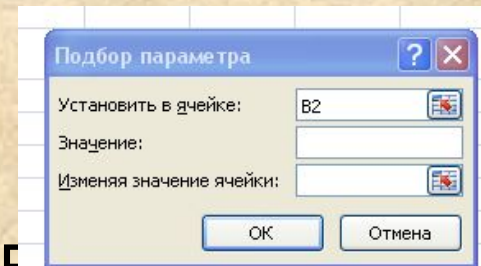 Подбор параметра
Установить в ячейке: B2
Значение:
Изменяя значение ячейки:
ОК Отмена